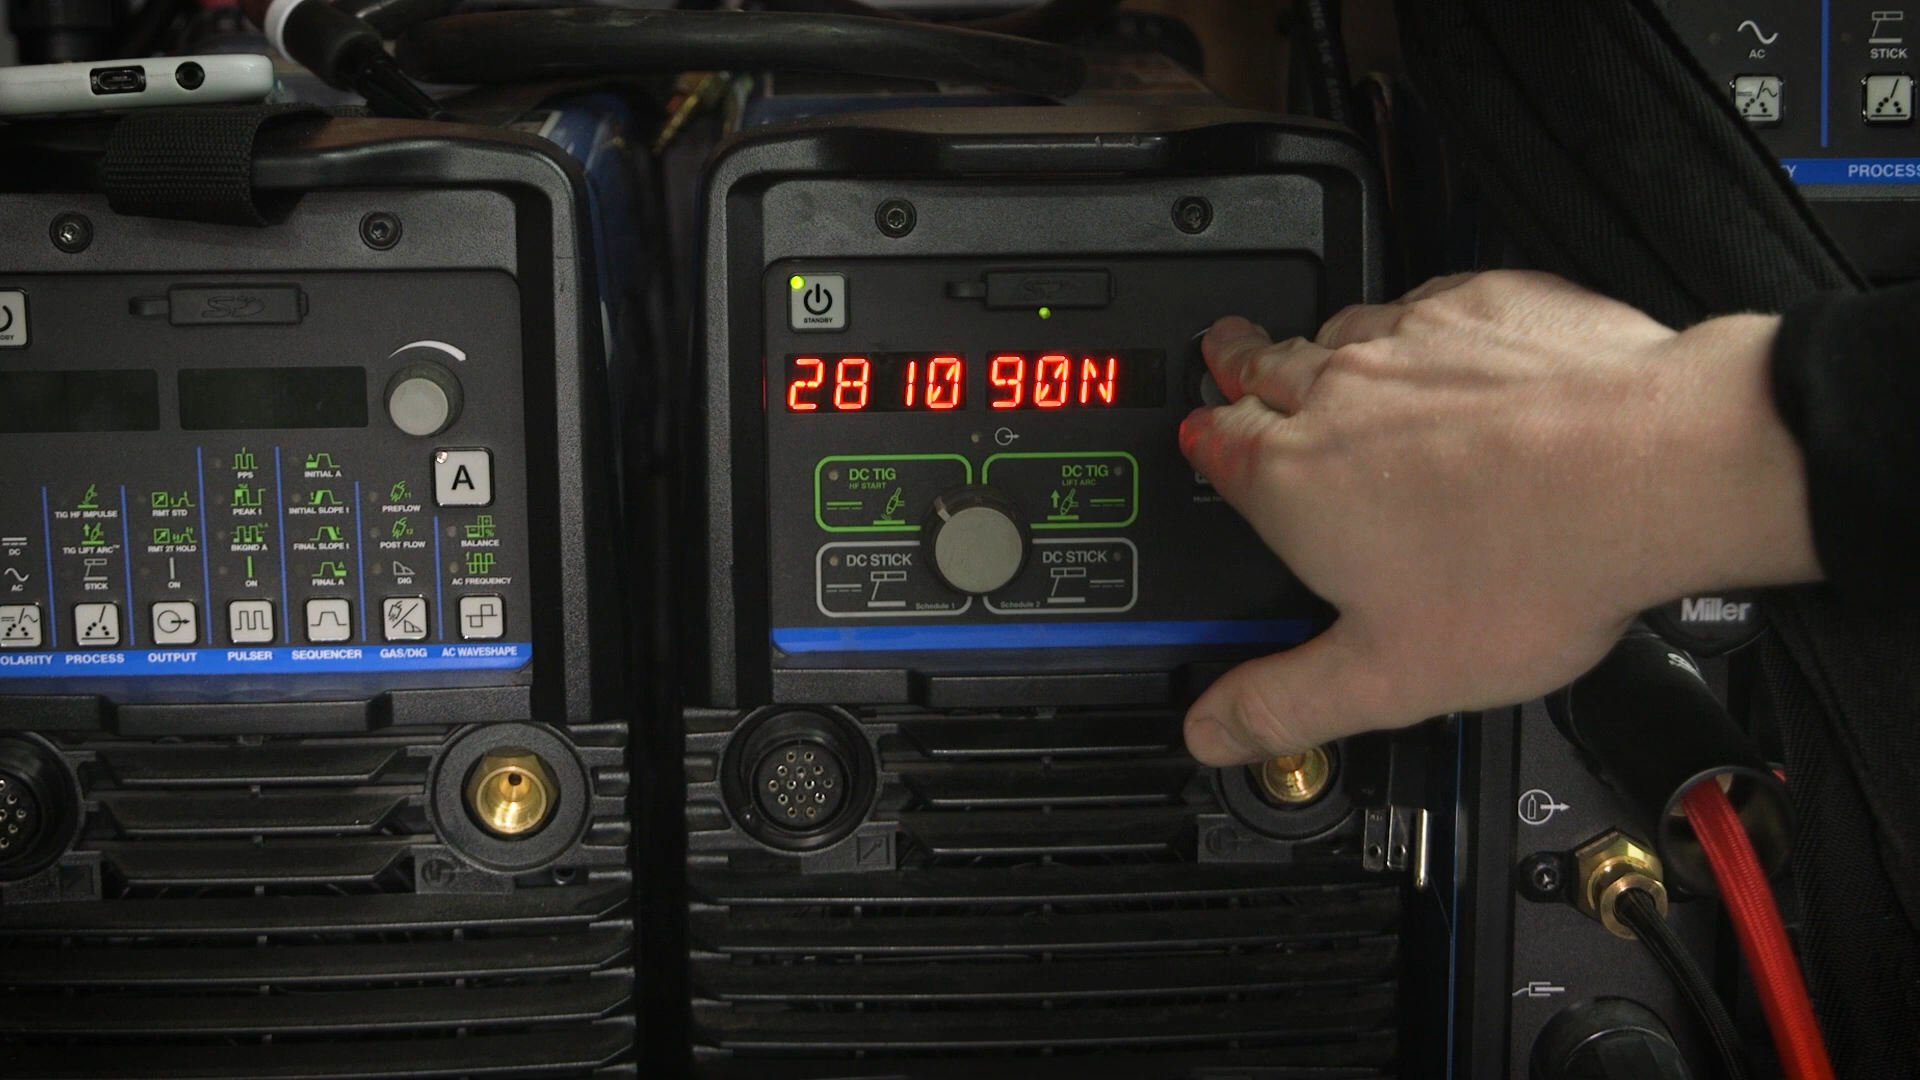 AC
STICK
PROCESS
STANDBY
2810 90N
DC TIG
HF START
DC TIG
LIFT ARC
DC STICK
Schedule 1
DC STICK
Schedule 2
A
PPS
PEAK t
BKGND A
ON
INITIAL A
INITIAL SLOPE t
FINAL SLOPE t
FINAL A
PREFLOW
POST FLOW
DIG
BALANCE
AC FREQUENCY
TIG HF IMPULSE
TIG LIFT ARC™
STICK
RMT STD
RMT 2T HOLD
ON
DC
AC
OLARITY
PROCESS
OUTPUT
PULSER
SEQUENCER
GAS/DIG
AC WAVESHAPE
Miller